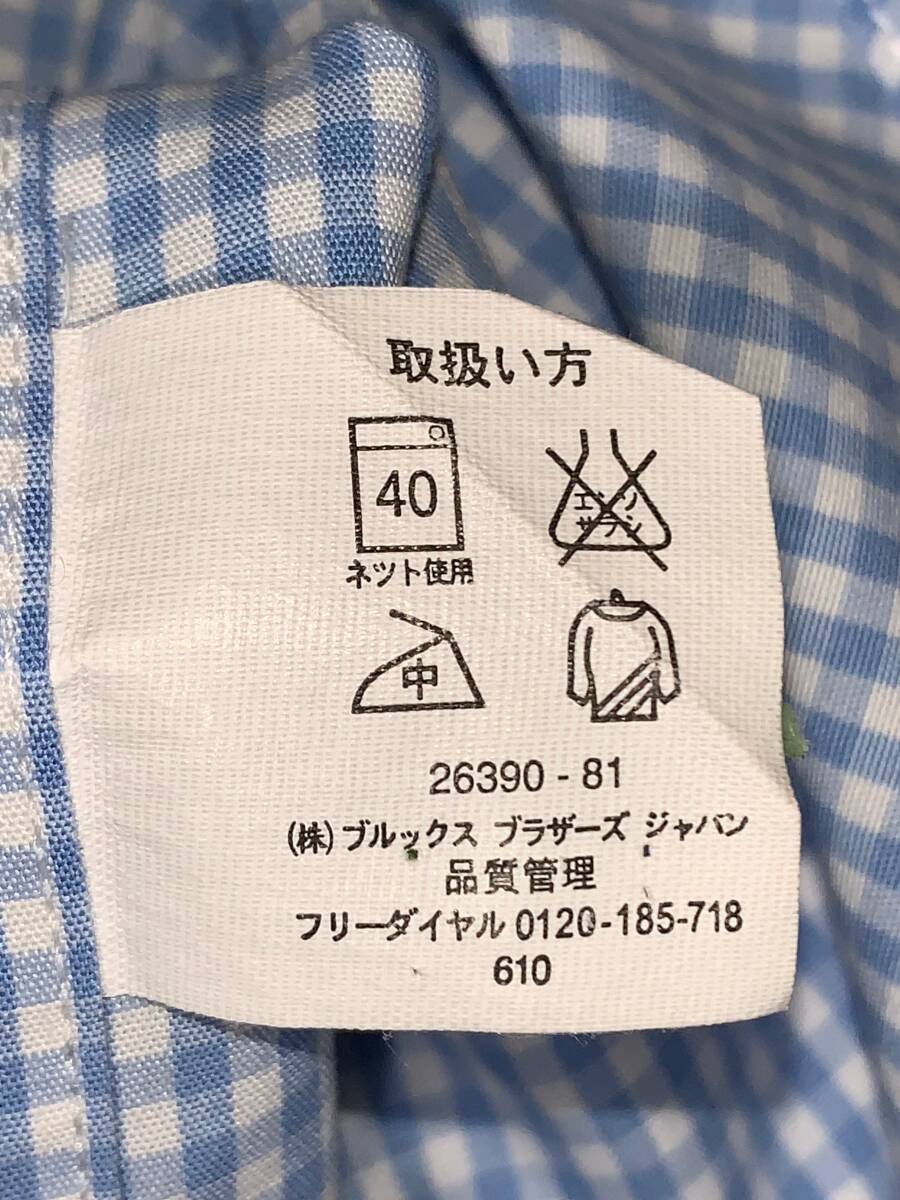 取扱い方
40
エンソ
サラシ
ネット使用
中
26390 - 81
(株) ブルックス ブラザーズ ジャパン
品質管理
フリーダイヤル 0120-185-718
610